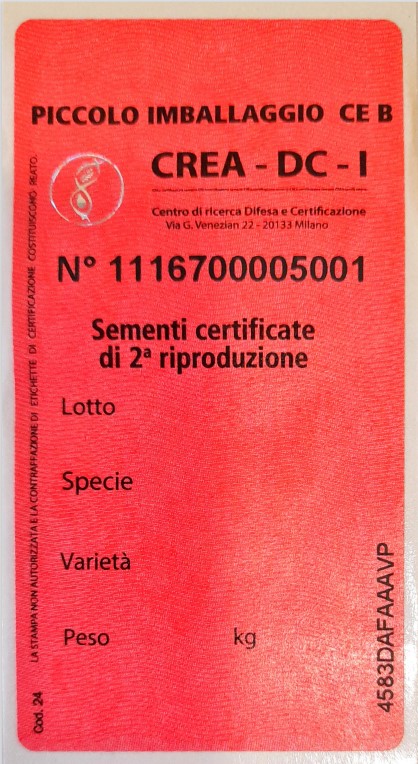 PICCOLO IMBALLAGGIO CE B
CREA - DC - I
Centro di ricerca Difesa e Certificazione
Via G. Venezian 22 - 20133 Milano
N° 1116700005001
Sementi certificate
di 2ª riproduzione
Lotto
Specie
Varietà
Peso kg
LA STAMPA NON AUTORIZZATA E LA CONTRAFFAZIONE DI ETICHETTE DI CERTIFICAZIONE COSTITUISCONO REATO.
Cod. 24
4583DAFAAAVP